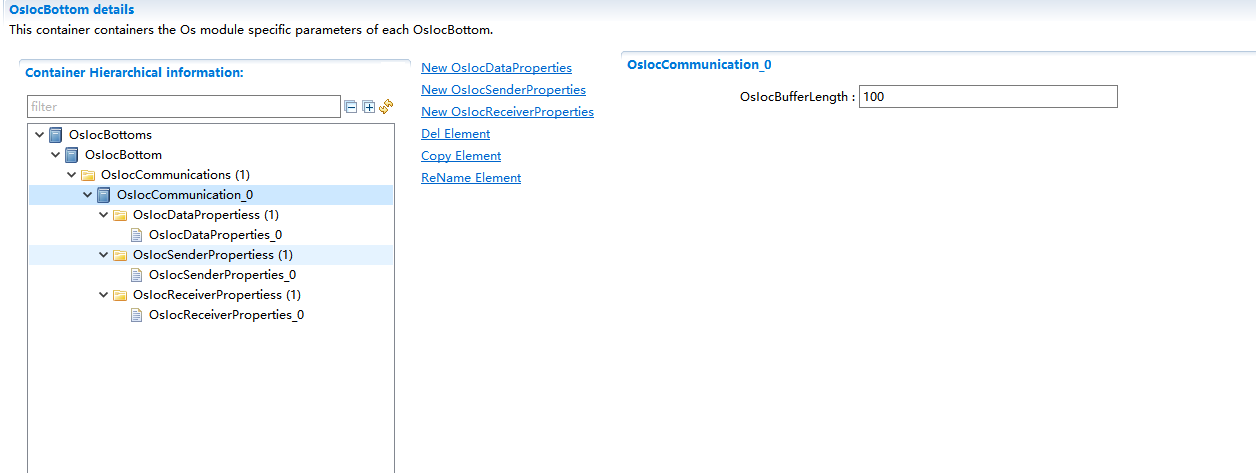 OsIocBottom details
This container containers the Os module specific parameters of each OsIocBottom.
Container Hierarchical information:
filter
OsIocBottoms
OsIocBottom
OsIocCommunications (1)
OsIocCommunication_0
OsIocDataPropertiess (1)
OsIocDataProperties_0
OsIocSenderPropertiess (1)
OsIocSenderProperties_0
OsIocReceiverPropertiess (1)
OsIocReceiverProperties_0
New OsIocDataProperties
New OsIocSenderProperties
New OsIocReceiverProperties
Del Element
Copy Element
ReName Element
OsIocCommunication_0
OsIocBufferLength : 100